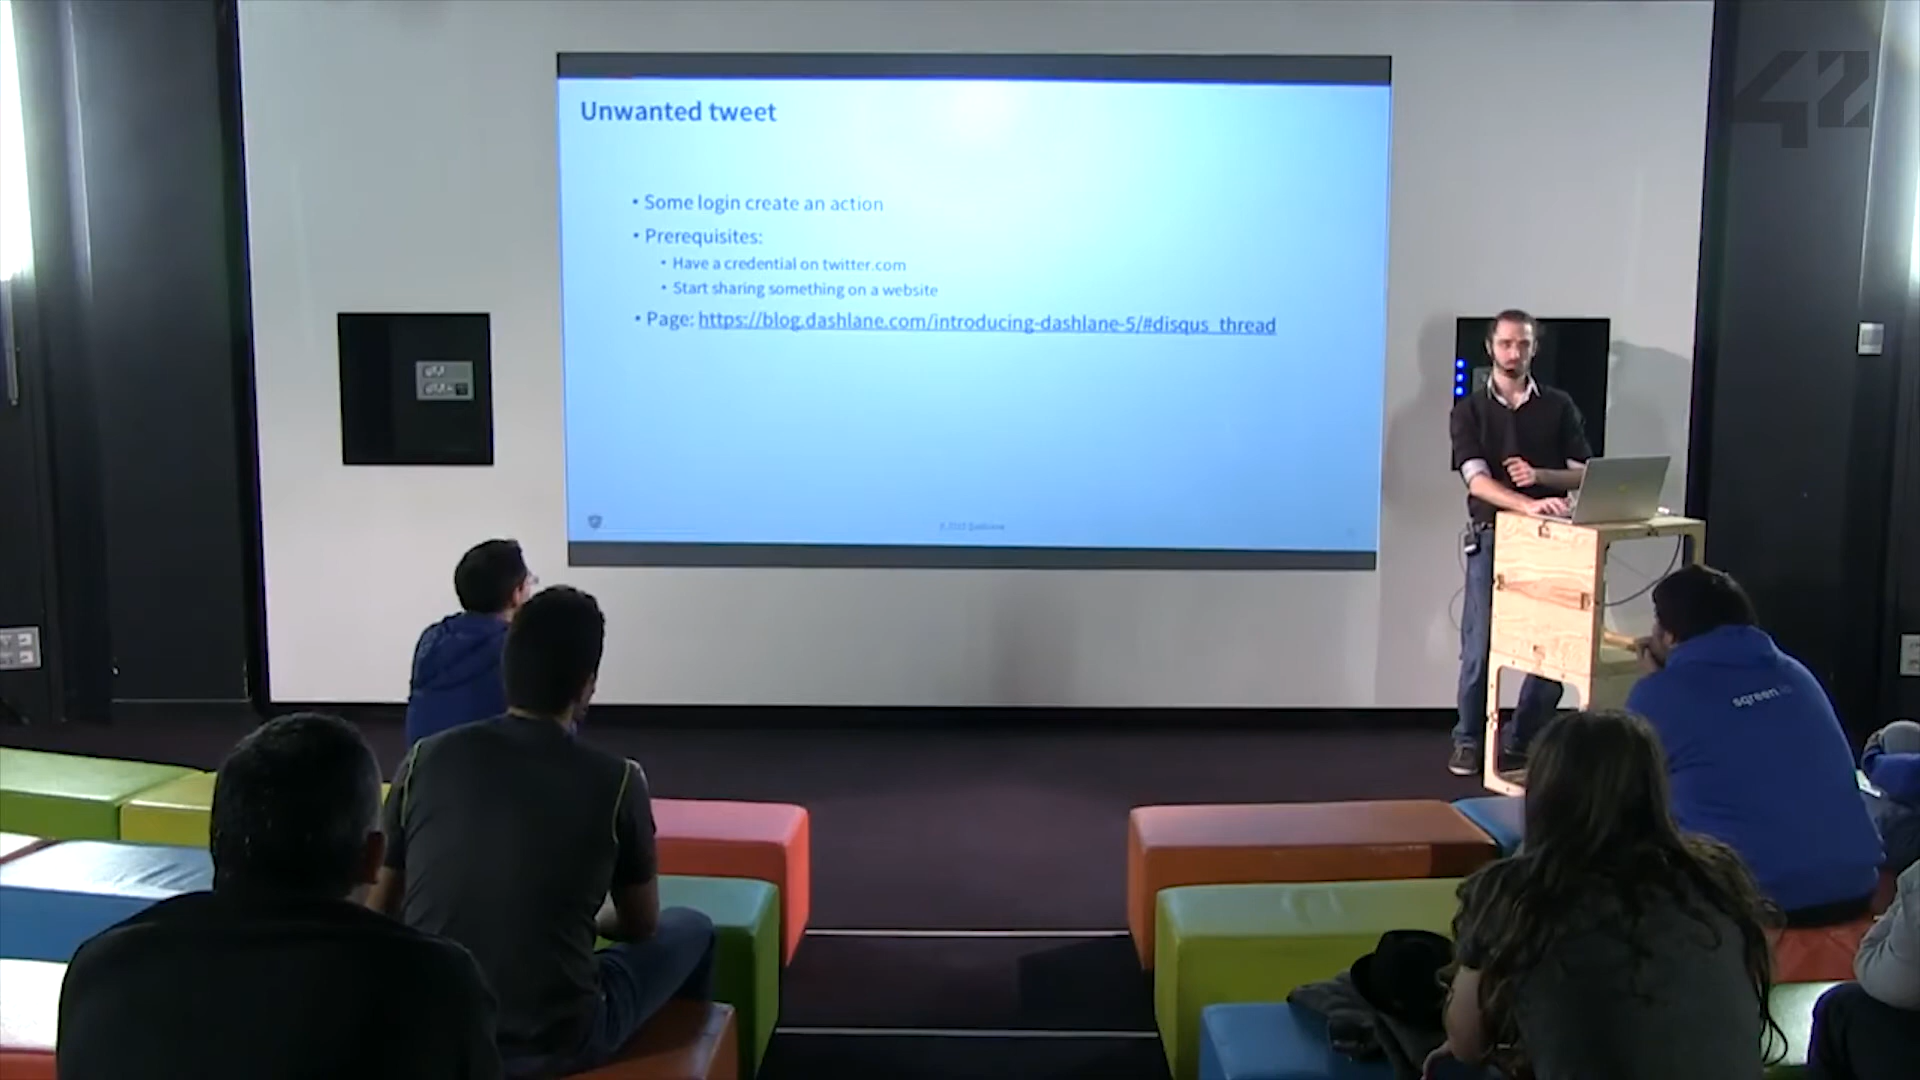 42
Unwanted tweet
• Some login create an action
• Prerequisites:
• Have a credential on twitter.com
• Start sharing something on a website
• Page: https://blog.dashlane.com/introducing-dashlane-5/#disqus_thread
sqreen.io